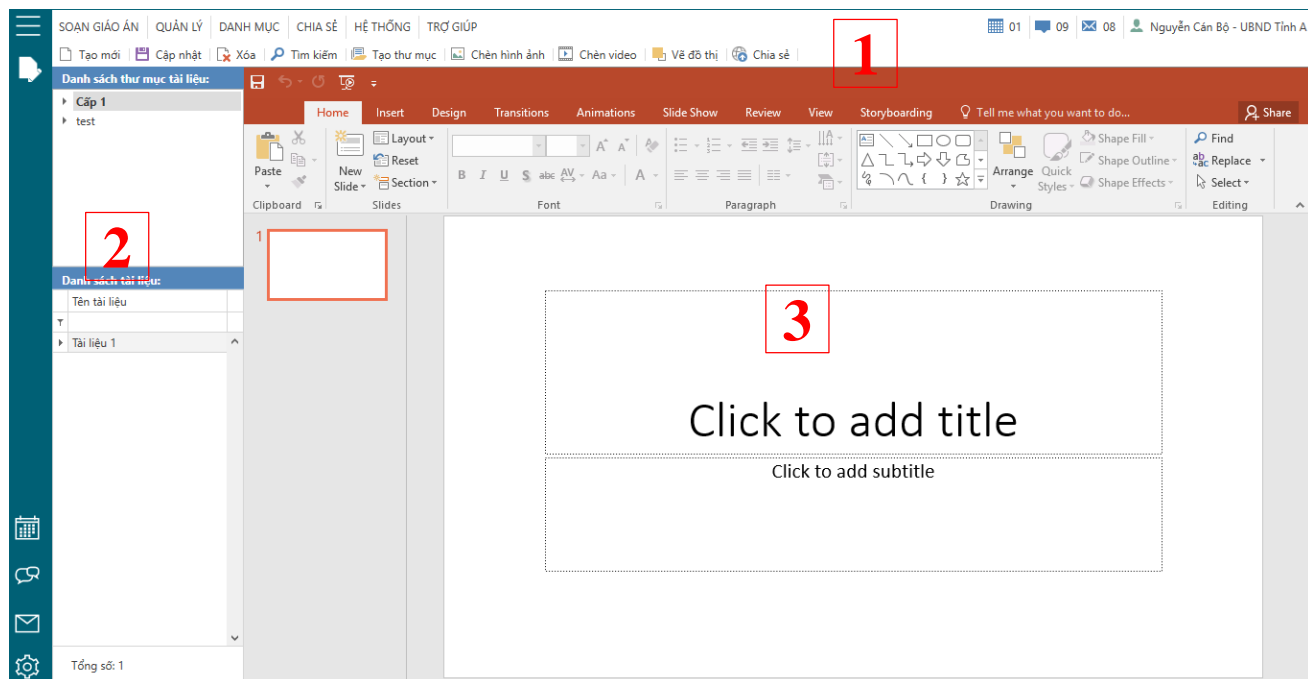 SOẠN GIÁO ÁN QUẢN LÝ DANH MỤC CHIA SẺ HỆ THỐNG TRỢ GIÚP 01 09 08 Nguyễn Cán Bộ - UBND Tỉnh A
Tạo mới Cập nhật Xóa Tìm kiếm Tạo thư mục Chèn hình ảnh Chèn video Vẽ đồ thị Chia sẻ
1
Danh sách thư mục tài liệu:
Cấp 1
test
Home Insert Design Transitions Animations Slide Show Review View Storyboarding Tell me what you want to do... Share
Paste
New
Slide
Layout
Reset
Section
B I U S abc AV Aa A
Arrange
Quick
Styles
Shape Fill
Shape Outline
Shape Effects
Find
Replace
Select
Clipboard Slides Font Paragraph Drawing Editing
2
Danh sách tài liệu:
Tên tài liệu
Tài liệu 1
1
3
Click to add title
Click to add subtitle
Tổng số: 1